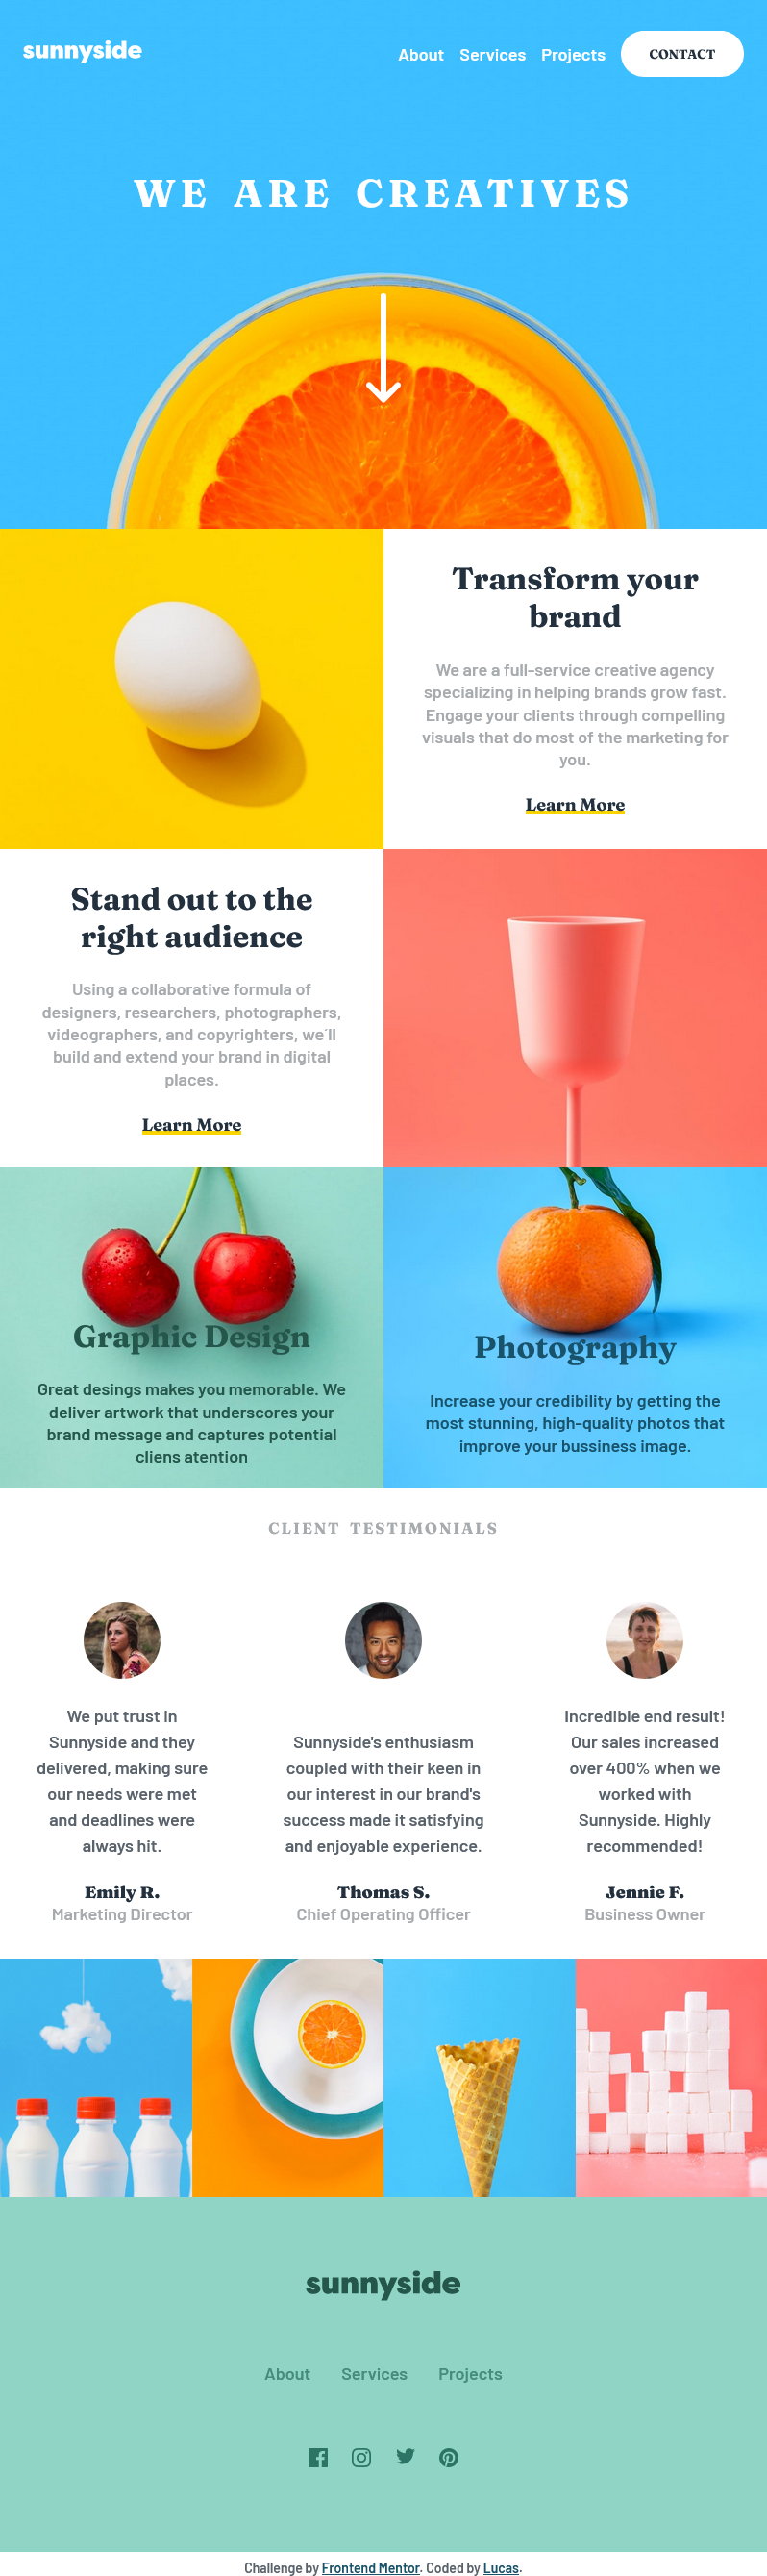 sunnyside
About Services Projects CONTACT
WE ARE CREATIVES
Transform your
brand
We are a full-service creative agency
specializing in helping brands grow fast.
Engage your clients through compelling
visuals that do most of the marketing for
you.
Learn More
Stand out to the
right audience
Using a collaborative formula of
designers, researchers, photographers,
videographers, and copyrighters, we´ll
build and extend your brand in digital
places.
Learn More
Graphic Design
Great desings makes you memorable. We
deliver artwork that underscores your
brand message and captures potential
cliens atention
Photography
Increase your credibility by getting the
most stunning, high-quality photos that
improve your bussiness image.
CLIENT TESTIMONIALS
We put trust in
Sunnyside and they
delivered, making sure
our needs were met
and deadlines were
always hit.
Emily R.
Marketing Director
Sunnyside's enthusiasm
coupled with their keen in
our interest in our brand's
success made it satisfying
and enjoyable experience.
Thomas S.
Chief Operating Officer
Incredible end result!
Our sales increased
over 400% when we
worked with
Sunnyside. Highly
recommended!
Jennie F.
Business Owner
sunnyside
About Services Projects
Challenge by Frontend Mentor. Coded by Lucas.